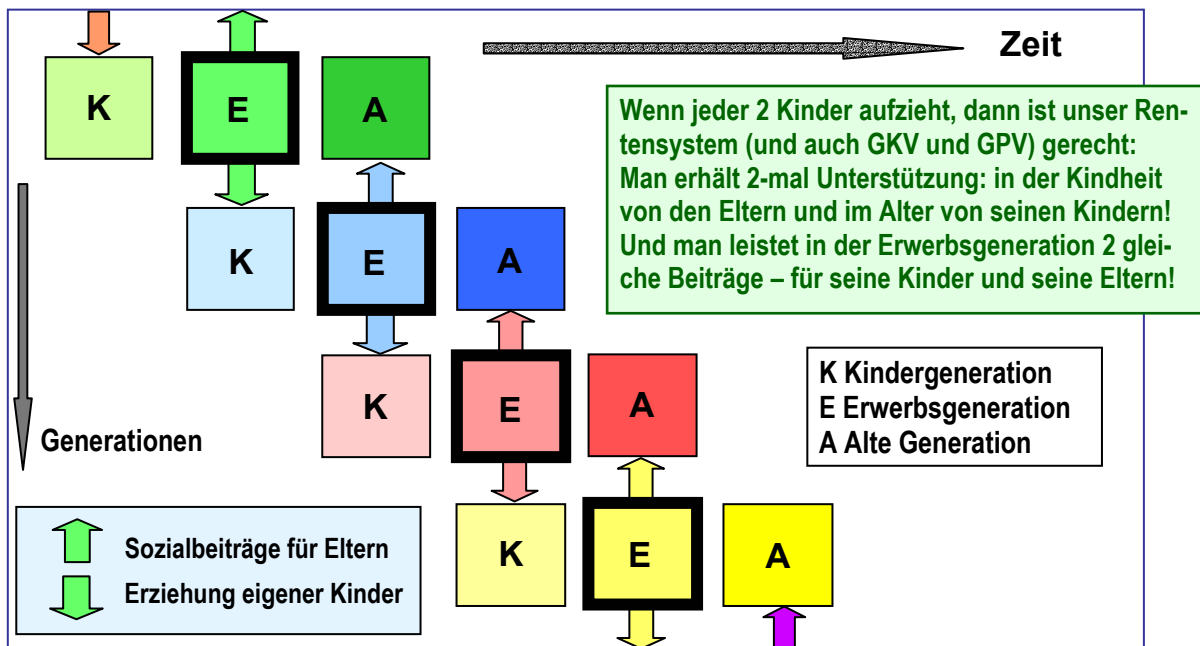 Zeit
K
E
A
Wenn jeder 2 Kinder aufzieht, dann ist unser Ren-
tensystem (und auch GKV und GPV) gerecht:
Man erhält 2-mal Unterstützung: in der Kindheit
von den Eltern und im Alter von seinen Kindern!
Und man leistet in der Erwerbsgeneration 2 glei-
che Beiträge – für seine Kinder und seine Eltern!
K
E
A
K
E
A
K Kindergeneration
E Erwerbsgeneration
A Alte Generation
Generationen
K
E
A
Sozialbeiträge für Eltern
Erziehung eigener Kinder